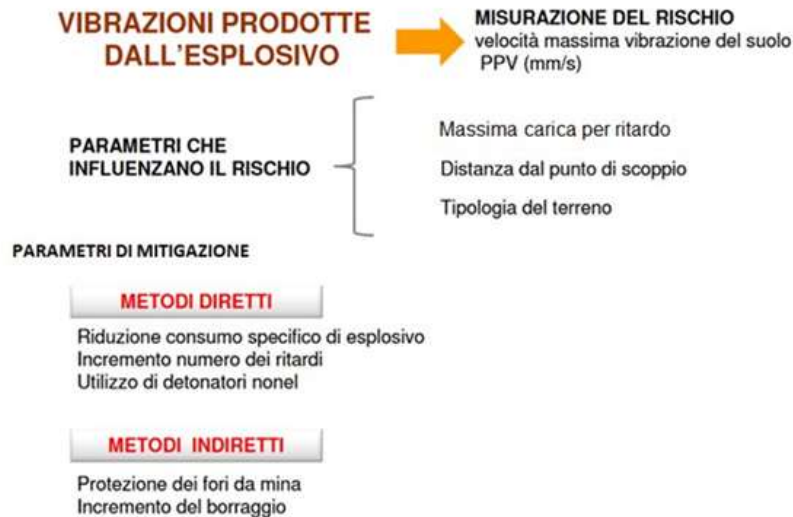 VIBRAZIONI PRODOTTE
DALL'ESPLOSIVO
MISURAZIONE DEL RISCHIO
velocità massima vibrazione del suolo
PPV (mm/s)
PARAMETRI CHE
INFLUENZANO IL RISCHIO
Massima carica per ritardo
Distanza dal punto di scoppio
Tipologia del terreno
PARAMETRI DI MITIGAZIONE
METODI DIRETTI
Riduzione consumo specifico di esplosivo
Incremento numero dei ritardi
Utilizzo di detonatori nonel
METODI INDIRETTI
Protezione dei fori da mina
Incremento del borraggio